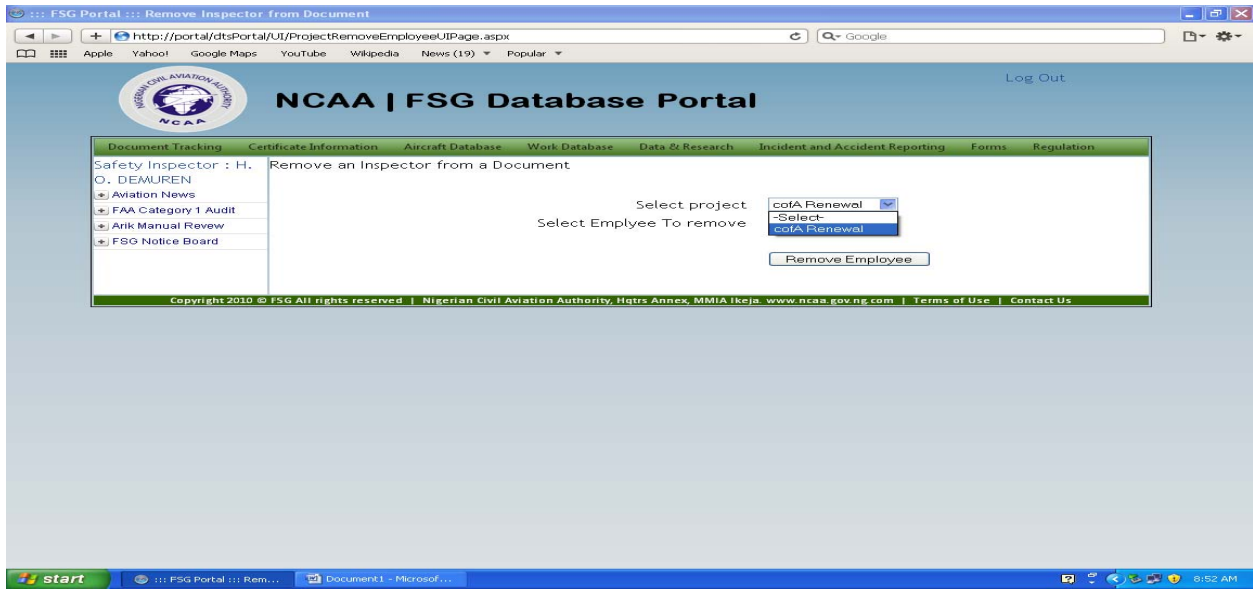 ::: FSG Portal ::: Remove Inspector from Document
http://portal/dtsPortal/UI/ProjectRemoveEmployeeUIPage.aspx
Google
Apple Yahoo! Google Maps YouTube Wikipedia News (19) Popular
NIGERIAN CIVIL AVIATION AUTHORITY
NCAA
NCAA | FSG Database Portal
Log Out
Document Tracking Certificate Information Aircraft Database Work Database Data & Research Incident and Accident Reporting Forms Regulation
Safety Inspector : H.
O. DEMUREN
Aviation News
FAA Category 1 Audit
Arik Manual Revew
FSG Notice Board
Remove an Inspector from a Document
Select project cofA Renewal
Select Emplyee To remove
-Select-
cofA Renewal
Remove Employee
Copyright 2010 © FSG All rights reserved | Nigerian Civil Aviation Authority, Hqtrs Annex, MMIA Ikeja. www.ncaa.gov.ng.com | Terms of Use | Contact Us
start ::: FSG Portal ::: Rem... Document1 - Microsof... 8:52 AM